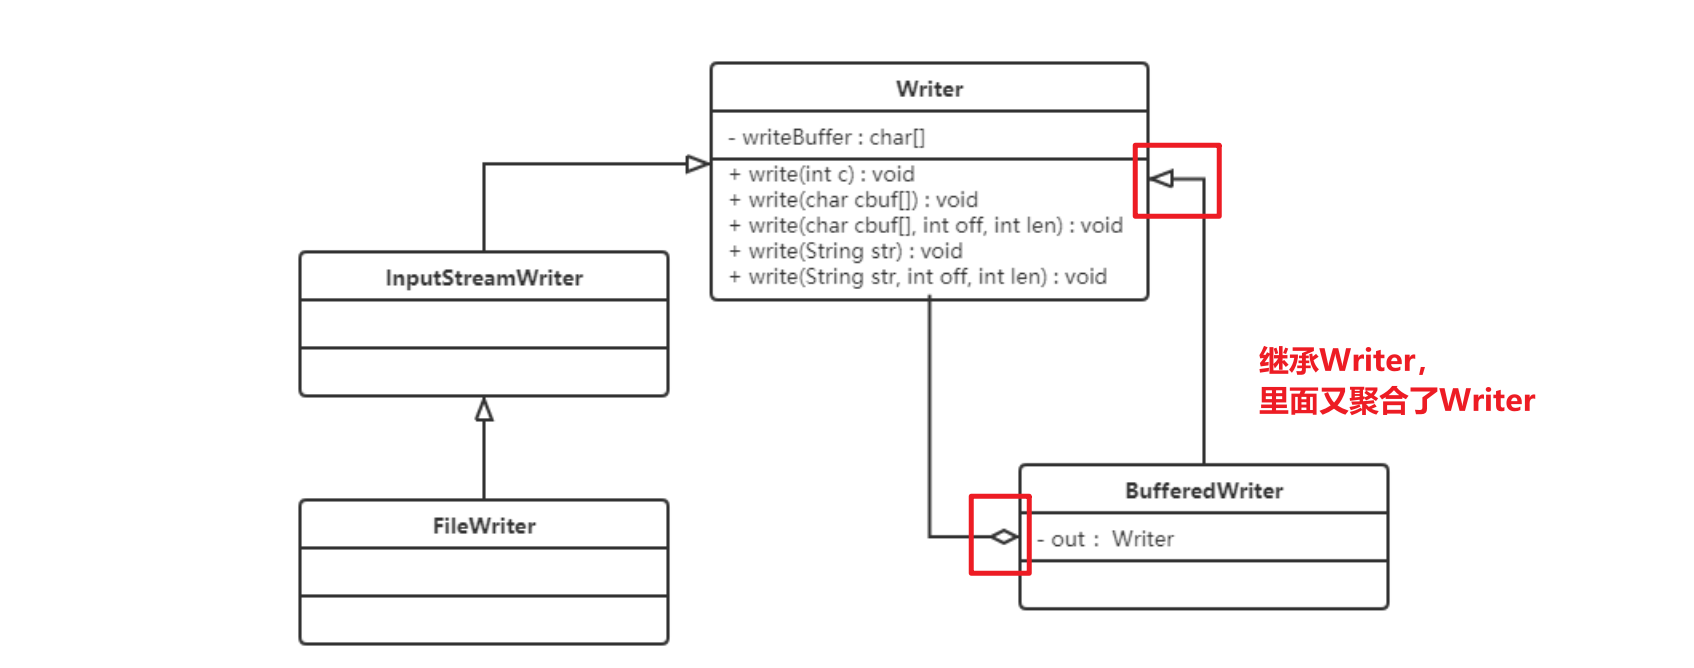 Writer
- writeBuffer : char[]
+ write(int c) : void
+ write(char cbuf[]) : void
+ write(char cbuf[], int off, int len) : void
+ write(String str) : void
+ write(String str, int off, int len) : void
InputStreamWriter
FileWriter
继承Writer,
里面又聚合了Writer
BufferedWriter
- out : Writer